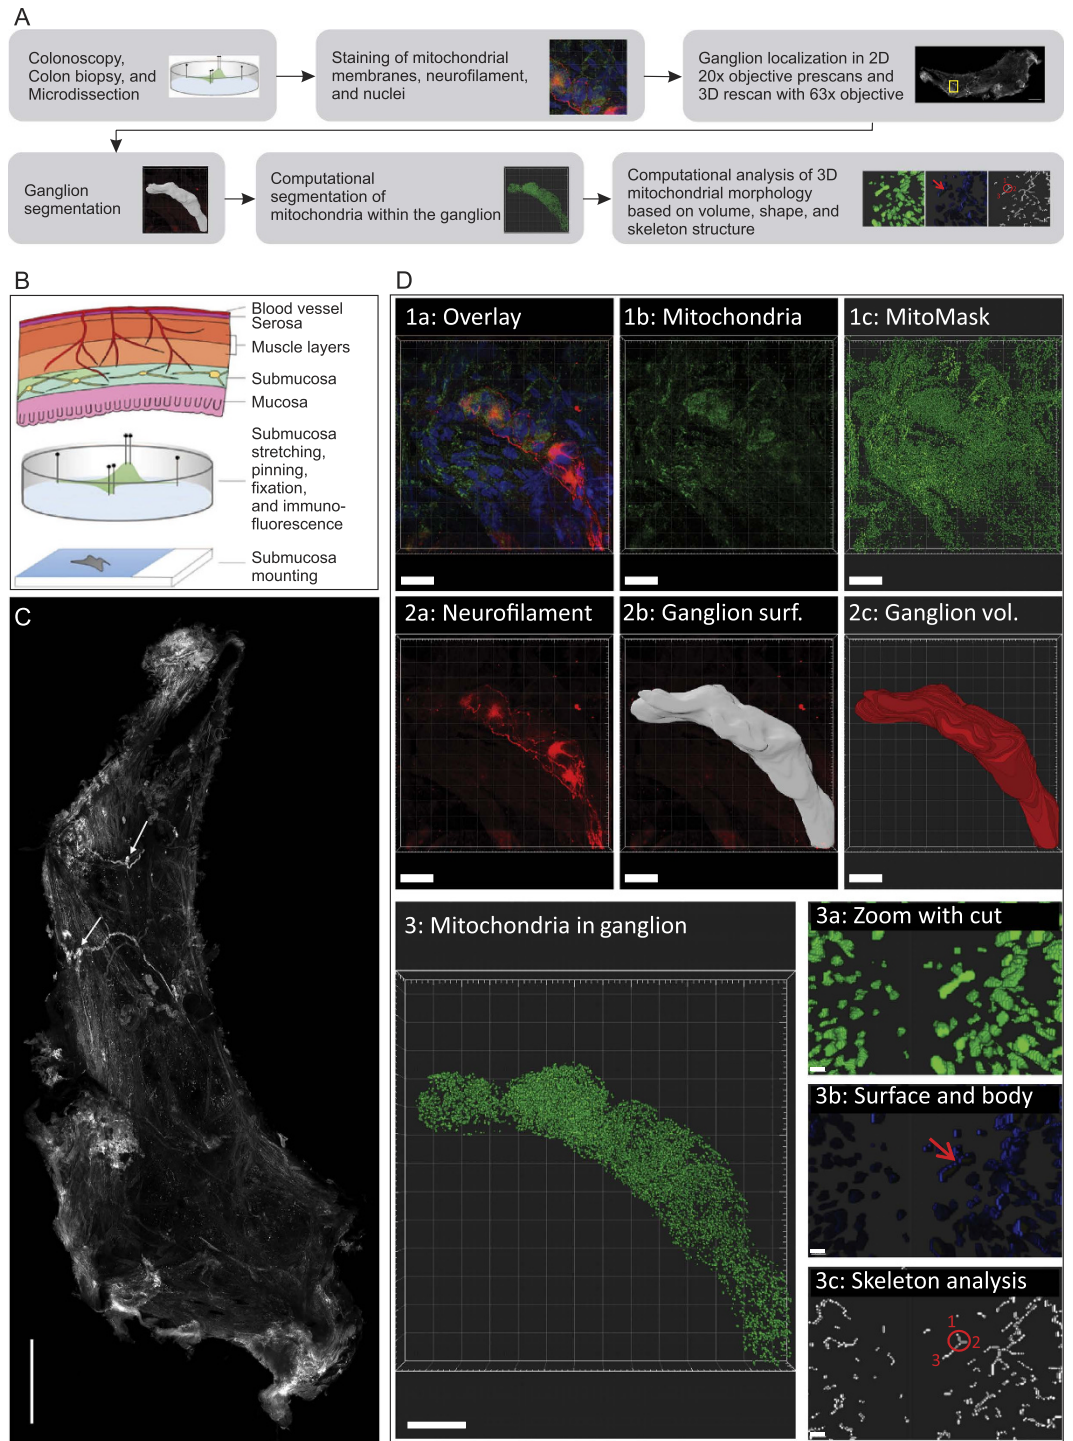 A
Colonoscopy,
Colon biopsy, and
Microdissection
Staining of mitochondrial
membranes, neurofilament,
and nuclei
Ganglion localization in 2D
20x objective prescans and
3D rescan with 63x objective
Ganglion
segmentation
Computational
segmentation of
mitochondria within the ganglion
Computational analysis of 3D
mitochondrial morphology
based on volume, shape, and
skeleton structure
B
Blood vessel
Serosa
Muscle layers
Submucosa
Mucosa
Submucosa
stretching,
pinning,
fixation,
and immuno-
fluorescence
Submucosa
mounting
C
D
1a: Overlay
1b: Mitochondria
1c: MitoMask
2a: Neurofilament
2b: Ganglion surf.
2c: Ganglion vol.
3: Mitochondria in ganglion
3a: Zoom with cut
3b: Surface and body
3c: Skeleton analysis
1
2
3